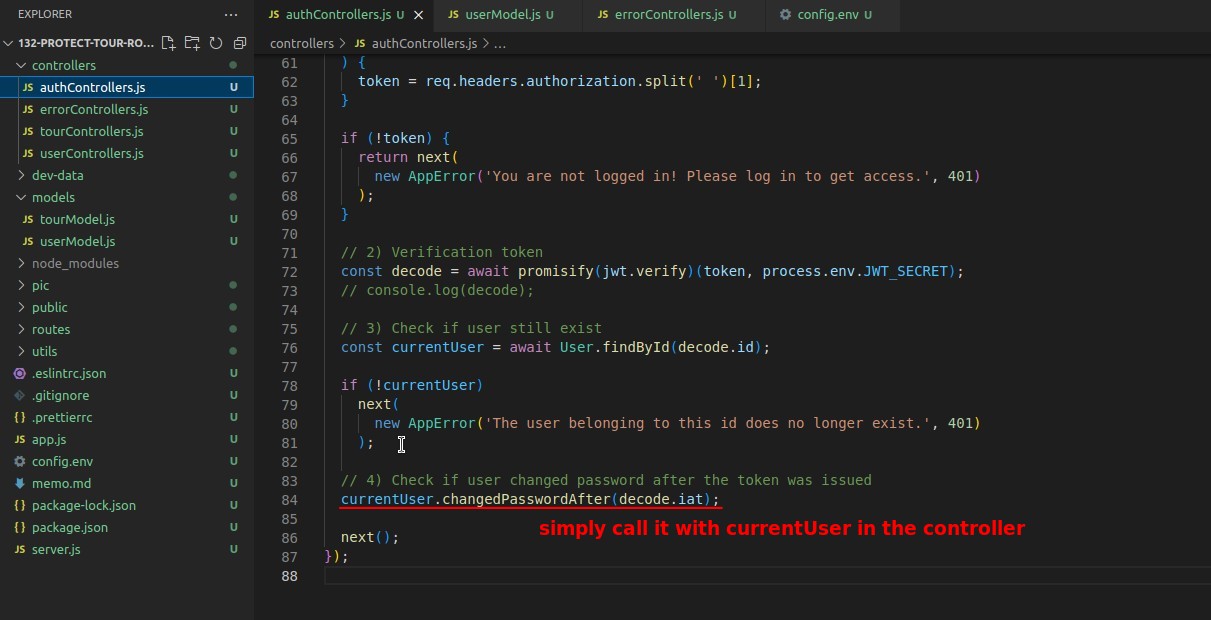 EXPLORER
···
JS authControllers.js U
JS userModel.js U
JS errorControllers.js U
config.env U
132-PROTECT-TOUR-RO...
controllers > JS authControllers.js > ...
controllers
JS authControllers.js U
JS errorControllers.js U
JS tourControllers.js U
JS userControllers.js U
dev-data
models
JS tourModel.js U
JS userModel.js U
node_modules
pic
public
routes
utils
.eslintrc.json U
.gitignore U
{ } .prettierrc U
JS app.js U
config.env U
memo.md U
{ } package-lock.json U
{ } package.json U
JS server.js U
61 ) {
62 token = req.headers.authorization.split(' ')[1];
63 }
64
65 if (!token) {
66 return next(
67 new AppError('You are not logged in! Please log in to get access.', 401)
68 );
69 }
70
71 // 2) Verification token
72 const decode = await promisify(jwt.verify)(token, process.env.JWT_SECRET);
73 // console.log(decode);
74
75 // 3) Check if user still exist
76 const currentUser = await User.findById(decode.id);
77
78 if (!currentUser)
79 next(
80 new AppError('The user belonging to this id does no longer exist.', 401)
81 );
82
83 // 4) Check if user changed password after the token was issued
84 currentUser.changedPasswordAfter(decode.iat);
85
simply call it with currentUser in the controller
86 next();
87 });
88